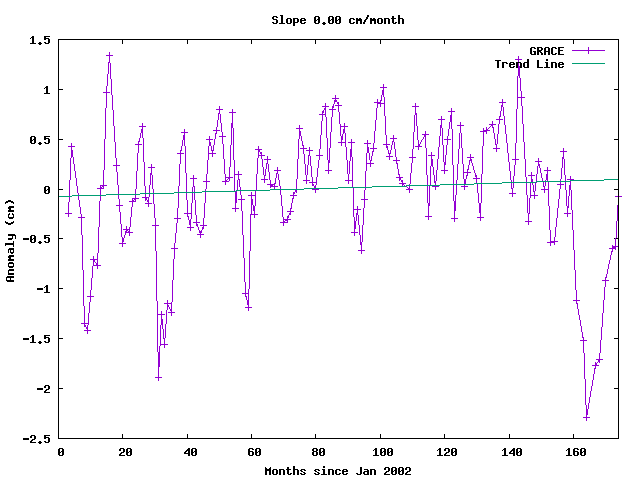 Slope 0.00 cm/month
1.5
GRACE
Trend Line
1
0.5
0
-0.5
-1
-1.5
-2
-2.5
Anomaly (cm)
0 20 40 60 80 100 120 140 160
Months since Jan 2002